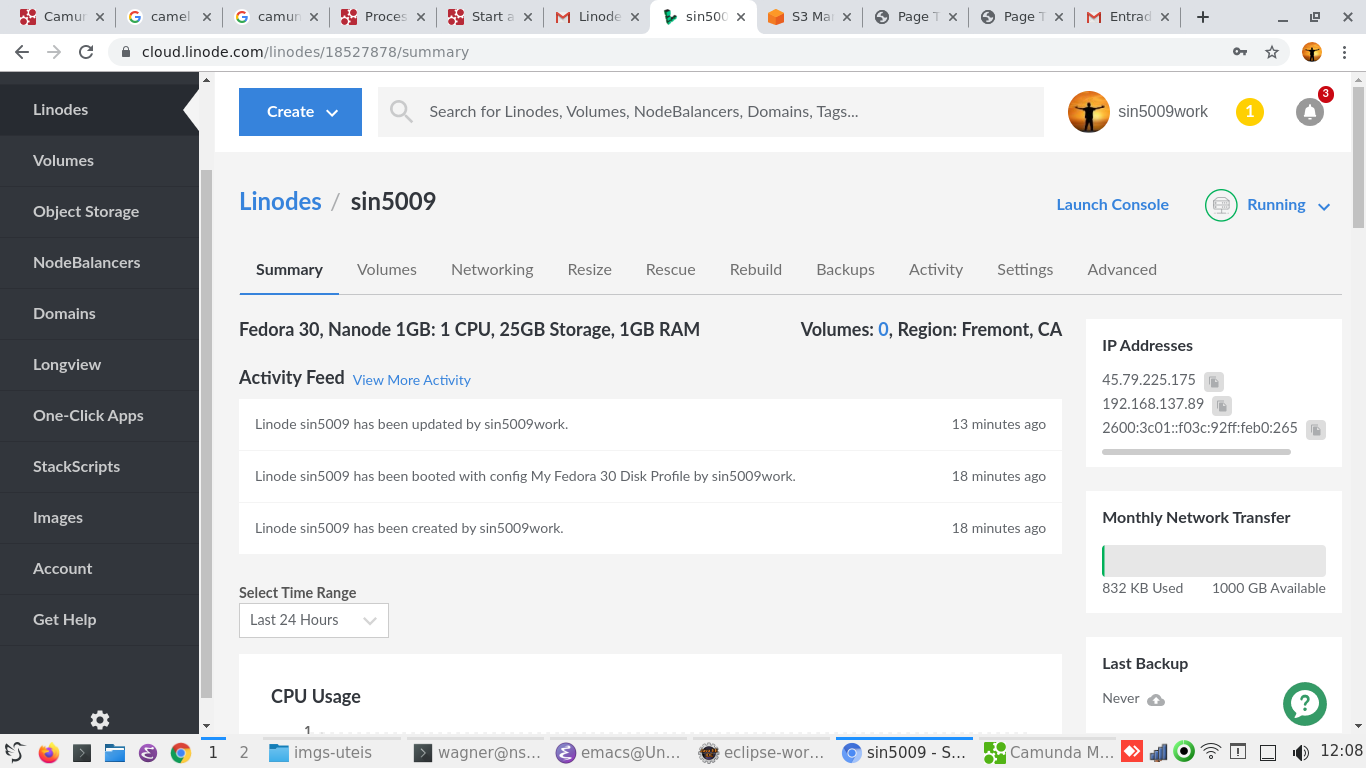 Camun
camel
camun
Proces
Start a
Linode
sin500
S3 Ma
Page T
Page T
Entrad
cloud.linode.com/linodes/18527878/summary
Linodes
Volumes
Object Storage
NodeBalancers
Domains
Longview
One-Click Apps
StackScripts
Images
Account
Get Help
Create
Search for Linodes, Volumes, NodeBalancers, Domains, Tags...
sin5009work
1
3
Linodes / sin5009
Launch Console
Running
Summary Volumes Networking Resize Rescue Rebuild Backups Activity Settings Advanced
Fedora 30, Nanode 1GB: 1 CPU, 25GB Storage, 1GB RAM
Volumes: 0, Region: Fremont, CA
Activity Feed View More Activity
Linode sin5009 has been updated by sin5009work. 13 minutes ago
Linode sin5009 has been booted with config My Fedora 30 Disk Profile by sin5009work. 18 minutes ago
Linode sin5009 has been created by sin5009work. 18 minutes ago
Select Time Range
Last 24 Hours
CPU Usage
1
IP Addresses
45.79.225.175
192.168.137.89
2600:3c01::f03c:92ff:feb0:265
Monthly Network Transfer
832 KB Used 1000 GB Available
Last Backup
Never
?
1 2 imgs-uteis wagner@ns... emacs@Un... eclipse-wor... sin5009 - S... Camunda M... 12:08